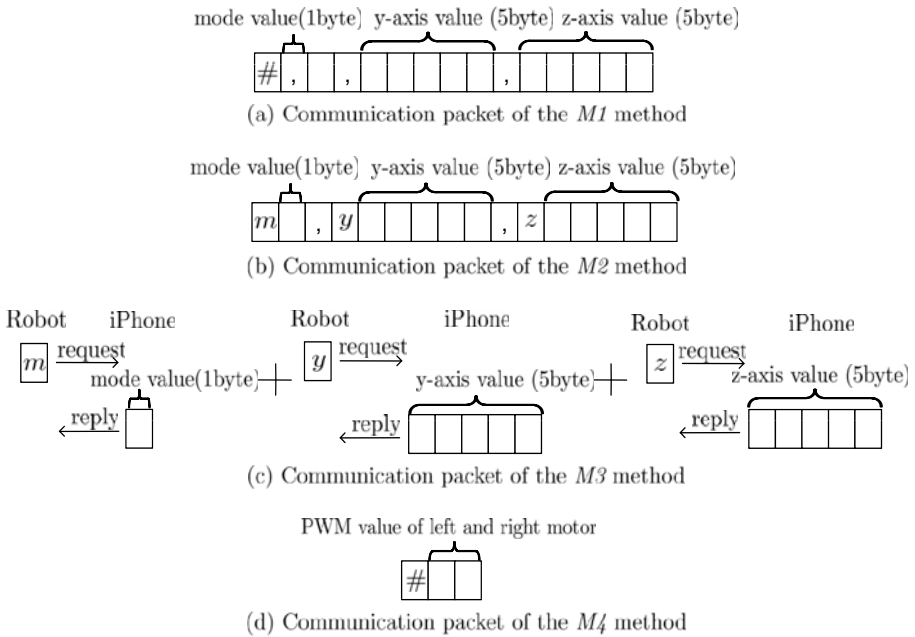 mode value(1byte) y-axis value (5byte) z-axis value (5byte)
# , , ,
(a) Communication packet of the M1 method
mode value(1byte) y-axis value (5byte) z-axis value (5byte)
m , y , z
(b) Communication packet of the M2 method
Robot iPhone Robot iPhone Robot iPhone
m request y request z request
mode value(1byte) + y-axis value (5byte) + z-axis value (5byte)
reply reply reply
(c) Communication packet of the M3 method
PWM value of left and right motor
#
(d) Communication packet of the M4 method